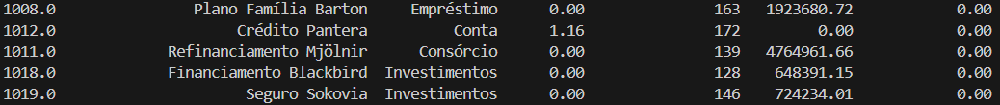 1008.0 Plano Família Barton Empréstimo 0.00 163 1923680.72 0.00
1012.0 Crédito Pantera Conta 1.16 172 0.00 0.00
1011.0 Refinanciamento Mjölnir Consórcio 0.00 139 4764961.66 0.00
1018.0 Financiamento Blackbird Investimentos 0.00 128 648391.15 0.00
1019.0 Seguro Sokovia Investimentos 0.00 146 724234.01 0.00